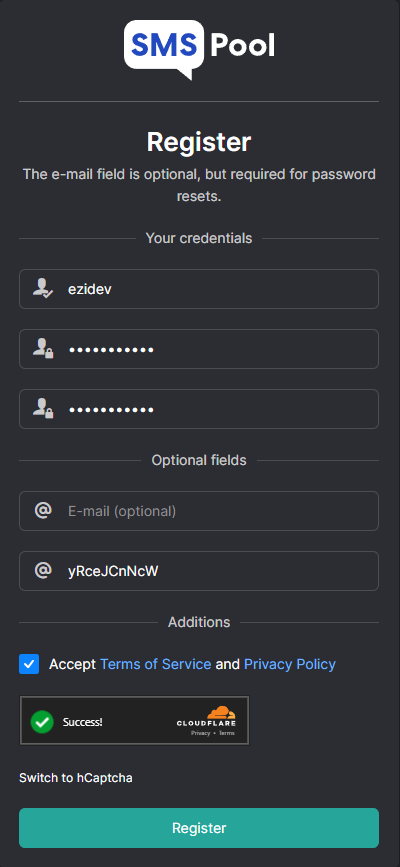 SMS Pool
Register
The e-mail field is optional, but required for password
resets.
Your credentials
ezidev
•••••••••••
•••••••••••
Optional fields
@ E-mail (optional)
@ yRceJCnNcW
Additions
Accept Terms of Service and Privacy Policy
Success!
CLOUDFLARE
Privacy • Terms
Switch to hCaptcha
Register